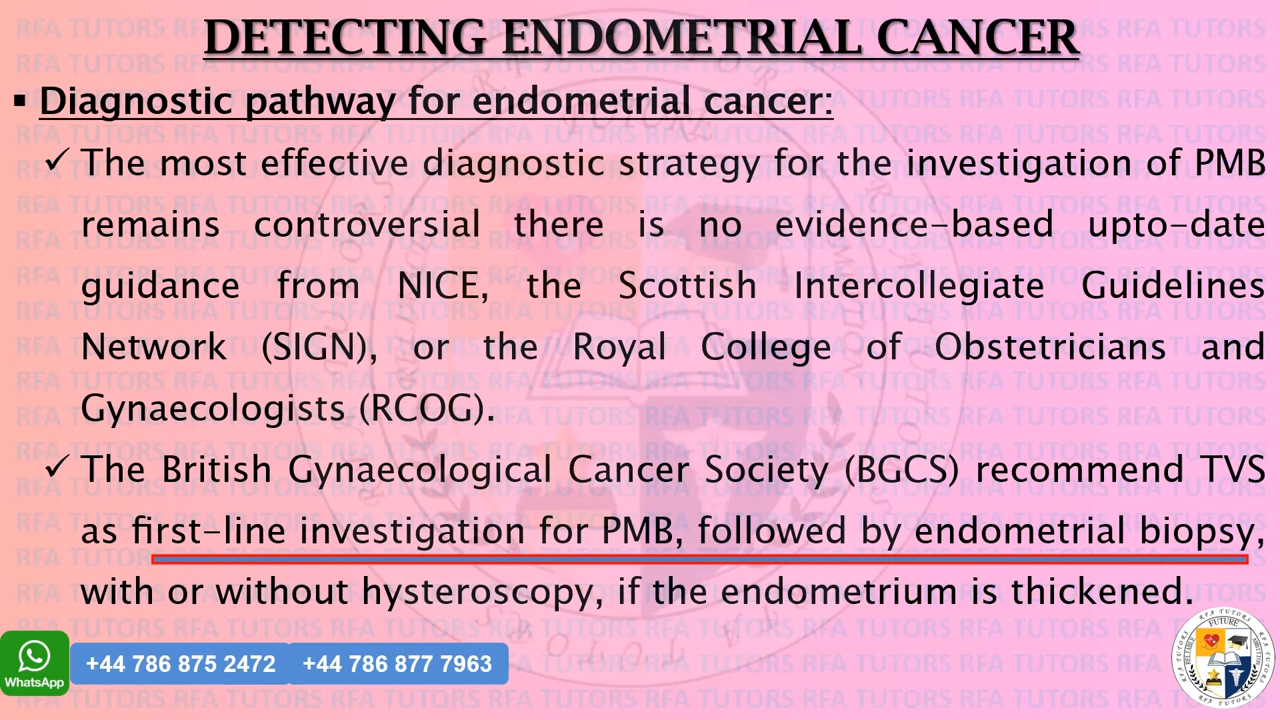 DETECTING ENDOMETRIAL CANCER
▪ Diagnostic pathway for endometrial cancer:
✓ The most effective diagnostic strategy for the investigation of PMB
remains controversial there is no evidence-based upto-date
guidance from NICE, the Scottish Intercollegiate Guidelines
Network (SIGN), or the Royal College of Obstetricians and
Gynaecologists (RCOG).
✓ The British Gynaecological Cancer Society (BGCS) recommend TVS
as first-line investigation for PMB, followed by endometrial biopsy,
with or without hysteroscopy, if the endometrium is thickened.
WhatsApp
+44 786 875 2472
+44 786 877 7963
RFA TUTORS
FUTURE